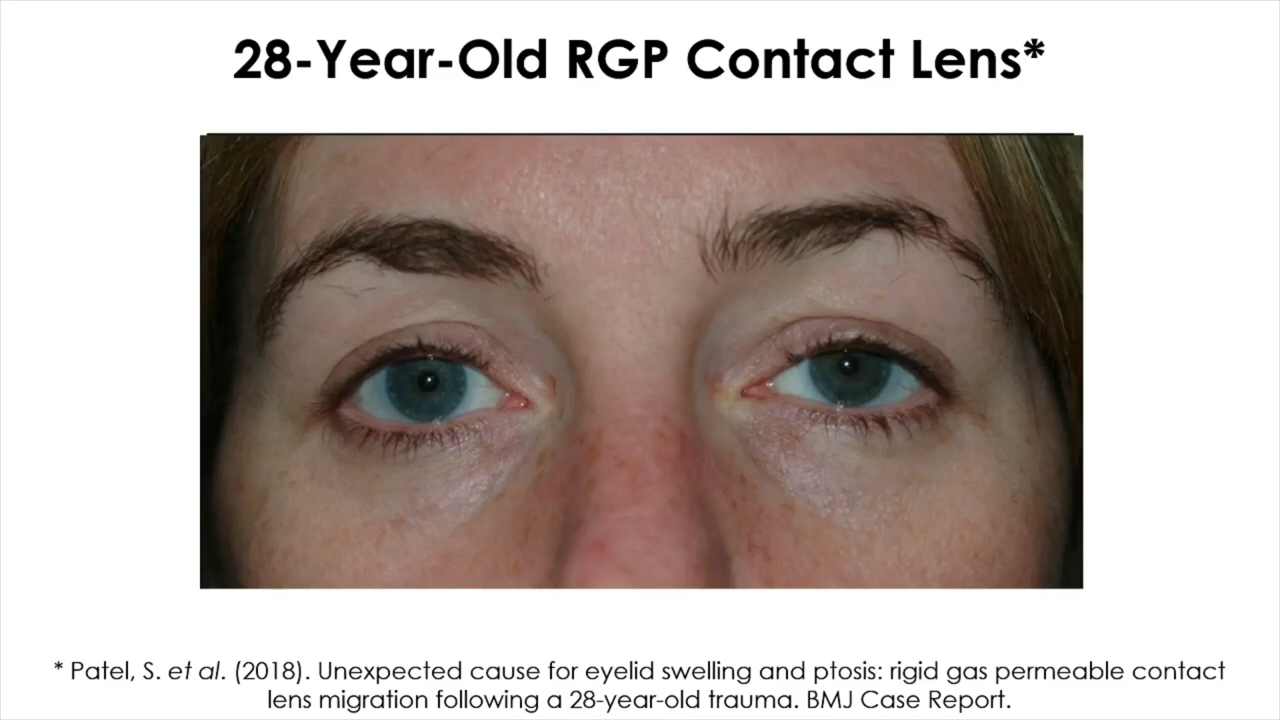 28-Year-Old RGP Contact Lens*
* Patel, S. et al. (2018). Unexpected cause for eyelid swelling and ptosis: rigid gas permeable contact
lens migration following a 28-year-old trauma. BMJ Case Report.